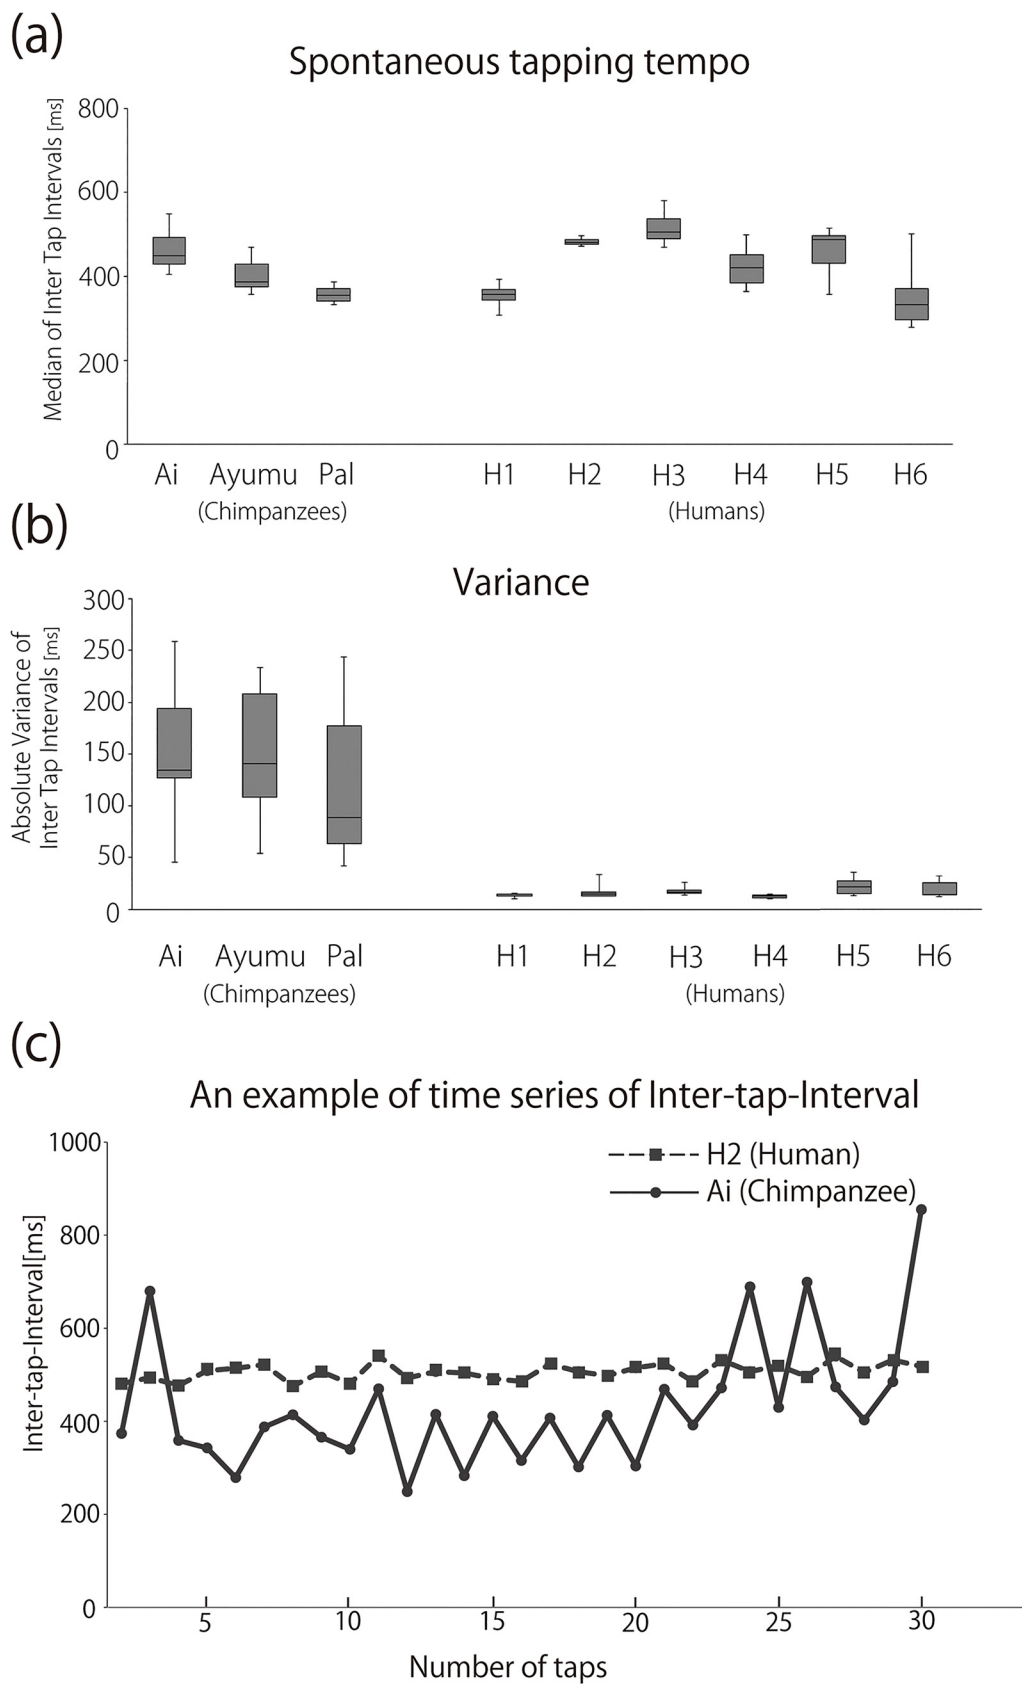 (a)
Spontaneous tapping tempo
Median of Inter Tap Intervals [ms]
800
600
400
200
0
Ai Ayumu Pal H1 H2 H3 H4 H5 H6
(Chimpanzees) (Humans)
(b)
Variance
Absolute Variance of
Inter Tap Intervals [ms]
300
250
200
150
100
50
0
Ai Ayumu Pal H1 H2 H3 H4 H5 H6
(Chimpanzees) (Humans)
(c)
An example of time series of Inter-tap-Interval
Inter-tap-Interval[ms]
1000
800
600
400
200
0
H2 (Human)
Ai (Chimpanzee)
5 10 15 20 25 30
Number of taps